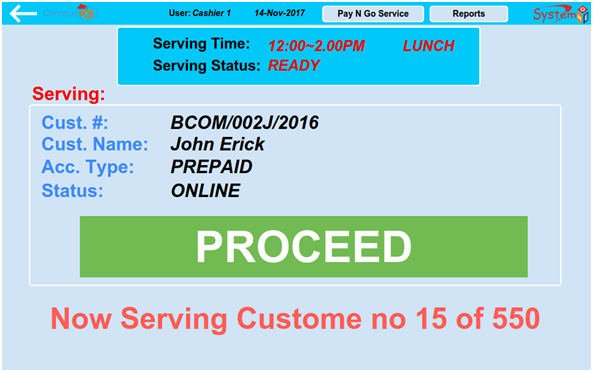 User: Cashier 1 14-Nov-2017 Pay N Go Service Reports System
Serving Time: 12:00~2.00PM LUNCH
Serving Status: READY
Serving:
Cust. #: BCOM/002J/2016
Cust. Name: John Erick
Acc. Type: PREPAID
Status: ONLINE
PROCEED
Now Serving Custome no 15 of 550